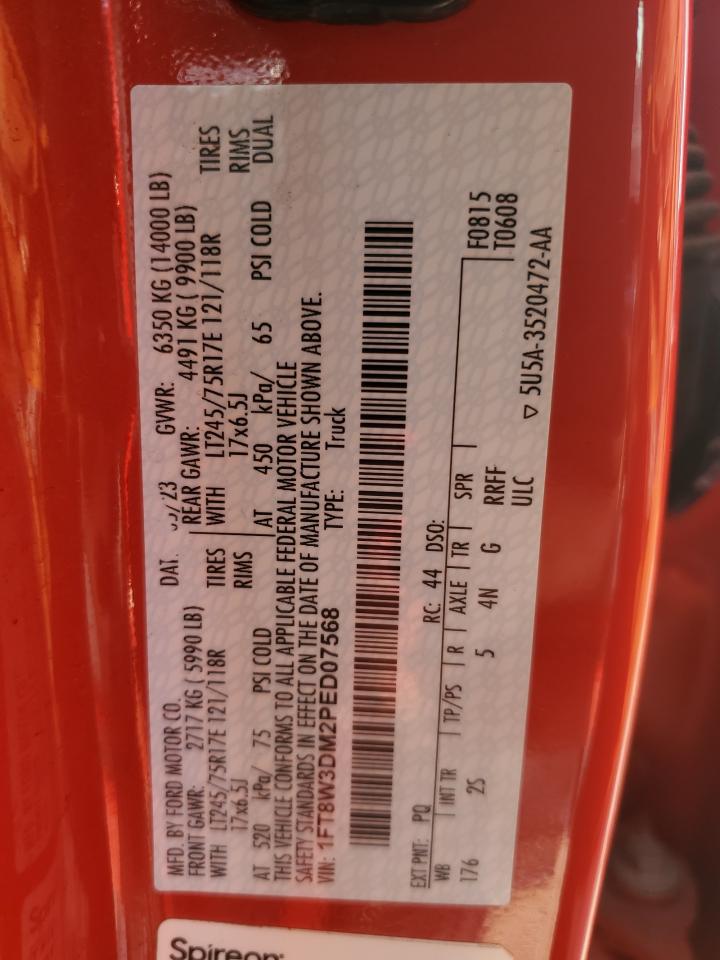 MFD. BY FORD MOTOR CO.
DAT. /23
GVWR: 6350 KG (14000 LB)
FRONT GAWR: 2717 KG ( 5990 LB)
REAR GAWR: 4491 KG ( 9900 LB)
WITH LT245/75R17E 121/118R TIRES
WITH LT245/75R17E 121/118R TIRES
17x6.5J RIMS
17x6.5J RIMS
AT 520 kPa/ 75 PSI COLD
AT 450 kPa/ 65 PSI COLD DUAL
THIS VEHICLE CONFORMS TO ALL APPLICABLE FEDERAL MOTOR VEHICLE
SAFETY STANDARDS IN EFFECT ON THE DATE OF MANUFACTURE SHOWN ABOVE.
VIN: 1FT8W3DM2PED07568
TYPE: Truck
EXT PNT: PQ RC: 44 DSO:
WB INT TR TP/PS R AXLE TR SPR F0815
176 2S 5 4N G RRFF T0608
ULC
▽ 5U5A-3520472-AA
Spireon